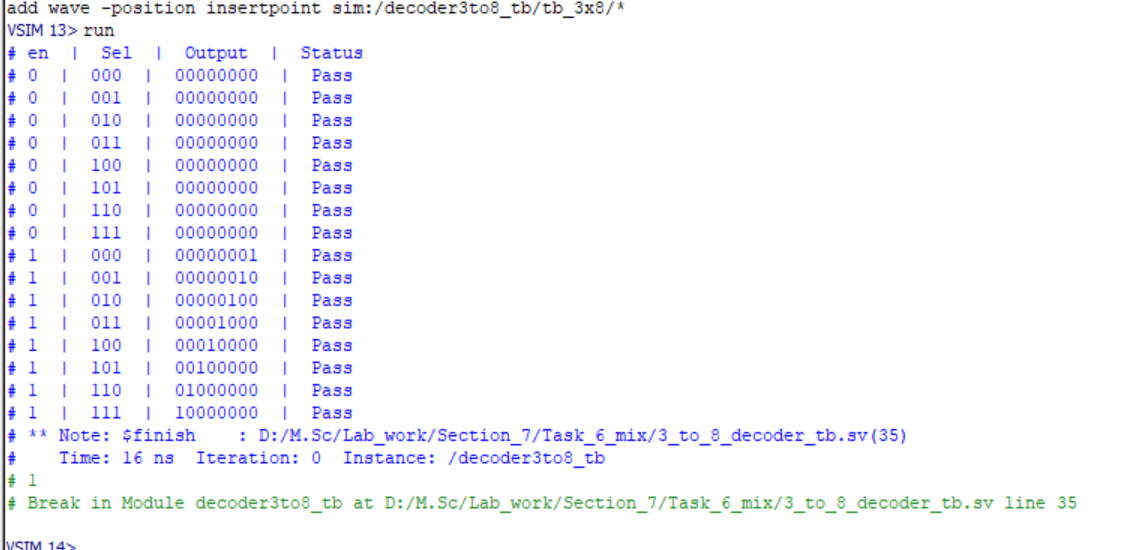 add wave -position insertpoint sim:/decoder3to8_tb/tb_3x8/*
VSIM 13> run
# en  |  Sel  |  Output  |  Status
# 0  |  000  |  00000000  |  Pass
# 0  |  001  |  00000000  |  Pass
# 0  |  010  |  00000000  |  Pass
# 0  |  011  |  00000000  |  Pass
# 0  |  100  |  00000000  |  Pass
# 0  |  101  |  00000000  |  Pass
# 0  |  110  |  00000000  |  Pass
# 0  |  111  |  00000000  |  Pass
# 1  |  000  |  00000001  |  Pass
# 1  |  001  |  00000010  |  Pass
# 1  |  010  |  00000100  |  Pass
# 1  |  011  |  00001000  |  Pass
# 1  |  100  |  00010000  |  Pass
# 1  |  101  |  00100000  |  Pass
# 1  |  110  |  01000000  |  Pass
# 1  |  111  |  10000000  |  Pass
# ** Note: $finish    : D:/M.Sc/Lab_work/Section_7/Task_6_mix/3_to_8_decoder_tb.sv(35)
#    Time: 16 ns  Iteration: 0  Instance: /decoder3to8_tb
# 1
# Break in Module decoder3to8_tb at D:/M.Sc/Lab_work/Section_7/Task_6_mix/3_to_8_decoder_tb.sv line 35
VSIM 14>